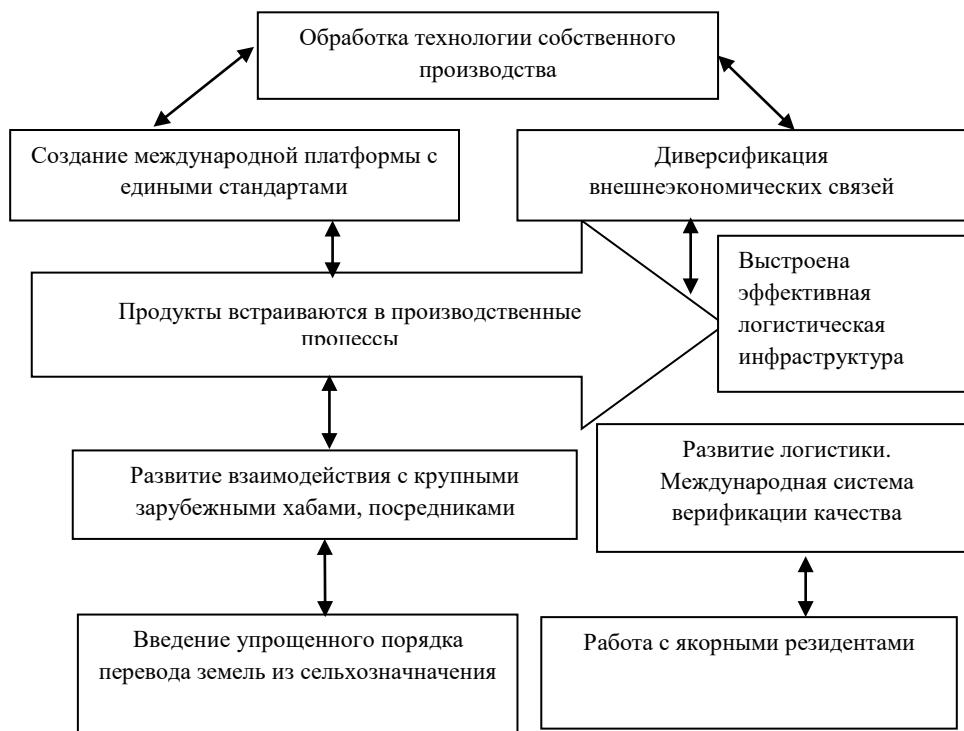 Обработка технологии собственного
производства
Создание международной платформы с
едиными стандартами
Диверсификация
внешнеэкономических связей
Продукты встраиваются в производственные
процессы
Выстроена
эффективная
логистическая
инфраструктура
Развитие взаимодействия с крупными
зарубежными хабами, посредниками
Развитие логистики.
Международная система
верификации качества
Введение упрощенного порядка
перевода земель из сельхозначначения
Работа с якорными резидентами